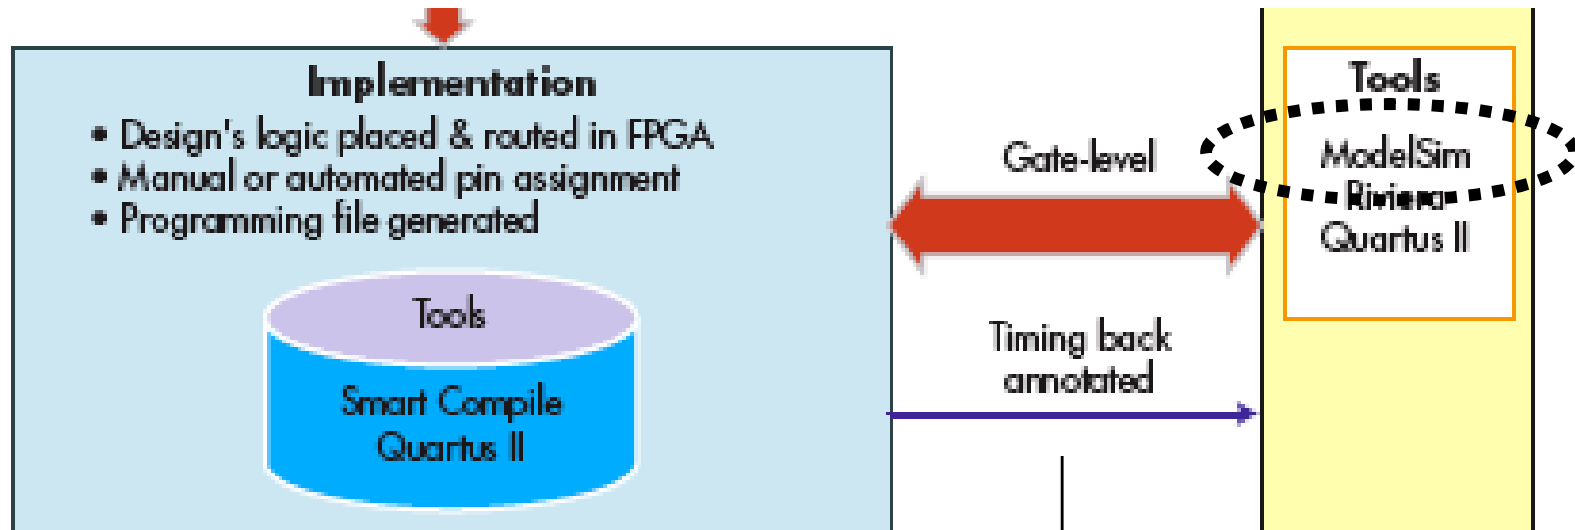 Implementation
• Design's logic placed & routed in FPGA
• Manual or automated pin assignment
• Programming file generated
Tools
Smart Compile
Quartus II
Gate-level
Timing back
annotated
Tools
ModelSim
Riviera
Quartus II